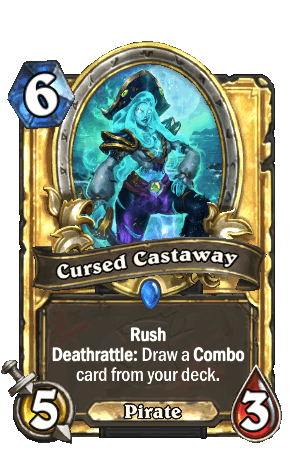 6
Cursed Castaway
Rush
Deathrattle: Draw a Combo
card from your deck.
5
Pirate
3